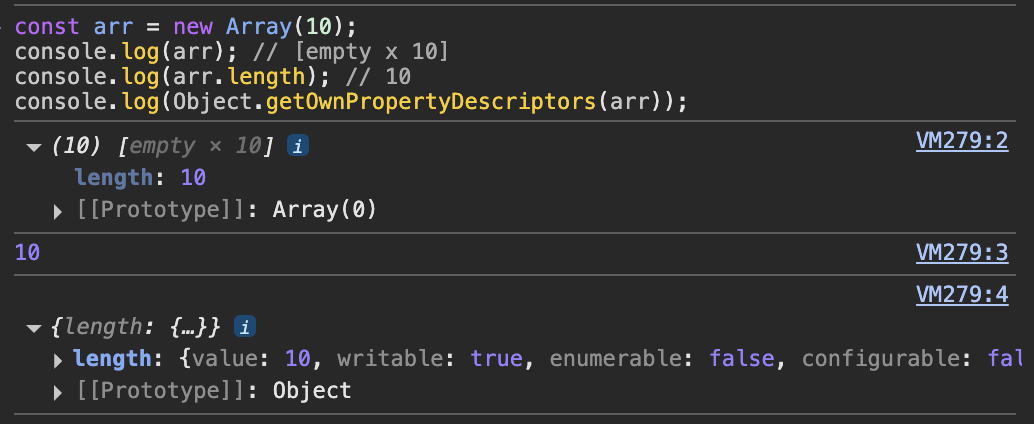 const arr = new Array(10);
console.log(arr); // [empty x 10]
console.log(arr.length); // 10
console.log(Object.getOwnPropertyDescriptors(arr));
(10) [empty × 10] i VM279:2
length: 10
[[Prototype]]: Array(0)
10 VM279:3
VM279:4
{length: {…}} i
length: {value: 10, writable: true, enumerable: false, configurable: fal
[[Prototype]]: Object